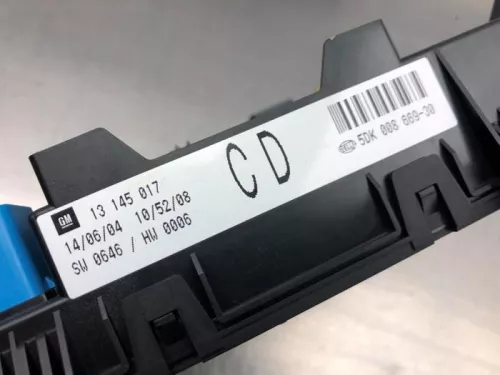 GM
13 145 017
14/06/04 10/52/08
SW 0646 / HW 0006
CD
5DK 008 669-30